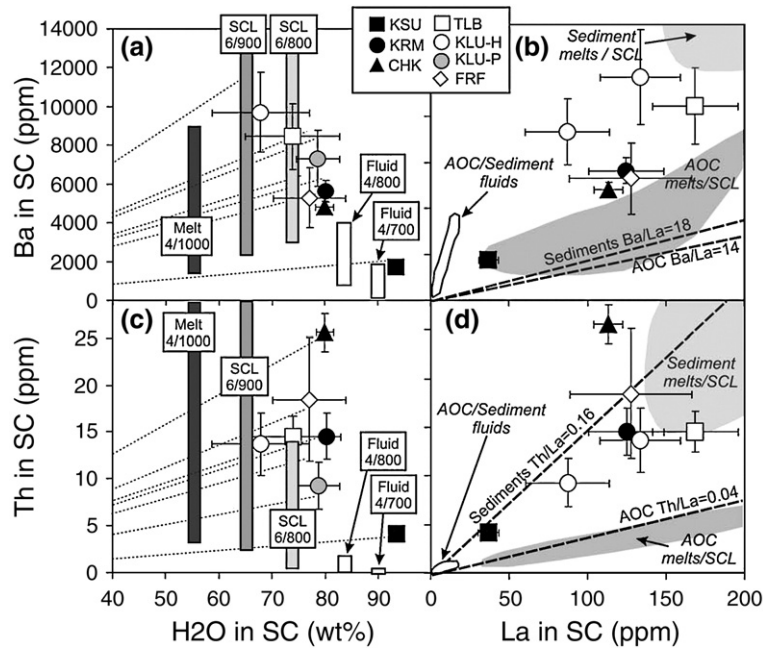 SCL
6/900
SCL
6/800
KSU
KRM
CHK
TLB
KLU-H
KLU-P
FRF
(a)
(b)
14000
12000
10000
8000
6000
4000
2000
0
Ba in SC (ppm)
Melt
4/1000
Fluid
4/800
Fluid
4/700
Sediment
melts / SCL
AOC/Sediment
fluids
AOC
melts/SCL
Sediments Ba/La=18
AOC Ba/La=14
(c)
(d)
25
20
15
10
5
0
Th in SC (ppm)
Melt
4/1000
SCL
6/900
SCL
6/800
Fluid
4/800
Fluid
4/700
AOC/Sediment
fluids
Sediment
melts/SCL
Sediments Th/La=0.16
AOC Th/La=0.04
AOC
melts/SCL
40 50 60 70 80 90
H2O in SC (wt%)
0 50 100 150 200
La in SC (ppm)